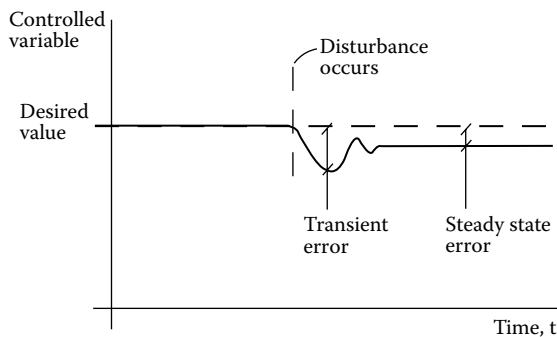 Controlled
variable
Disturbance
occurs
Desired
value
Transient
error
Steady state
error
Time, t